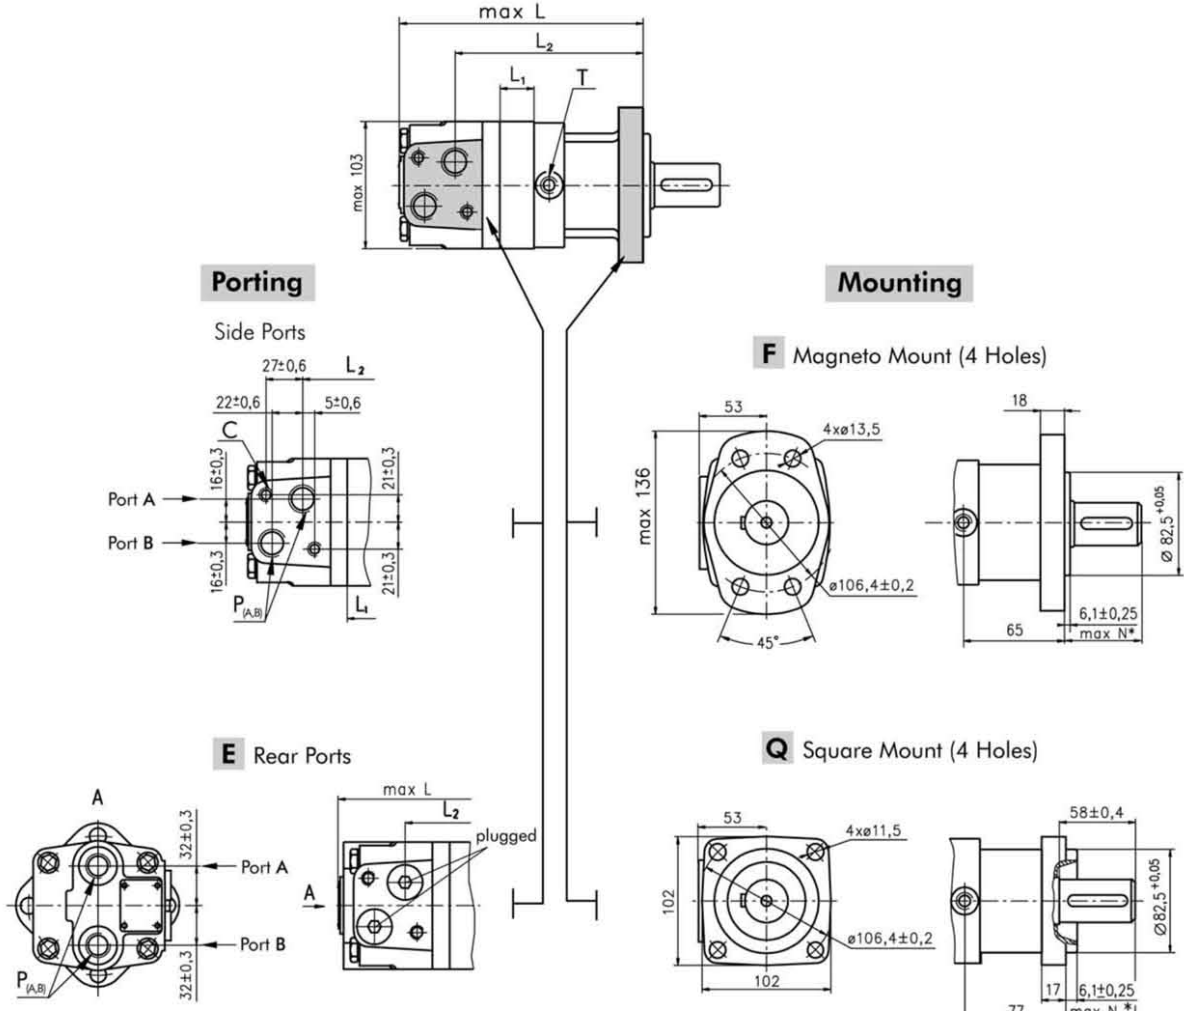 max L
L₂
L₁
T
max 103
Porting
Mounting
Side Ports
F Magneto Mount (4 Holes)
27±0,6
L₂
22±0,6
5±0,6
C
16±0,3
21±0,3
Port A
Port B
16±0,3
21±0,3
P(A,B)
L₁
53
4xø13,5
max 136
ø106,4±0,2
45°
18
Ø 82,5 +0,05
6,1±0,25
65
max N*
E Rear Ports
Q Square Mount (4 Holes)
A
32±0,3
Port A
Port B
32±0,3
P(A,B)
max L
L₂
plugged
A
53
4xø11,5
102
ø106,4±0,2
102
58±0,4
Ø82,5 +0,05
17
6,1±0,25